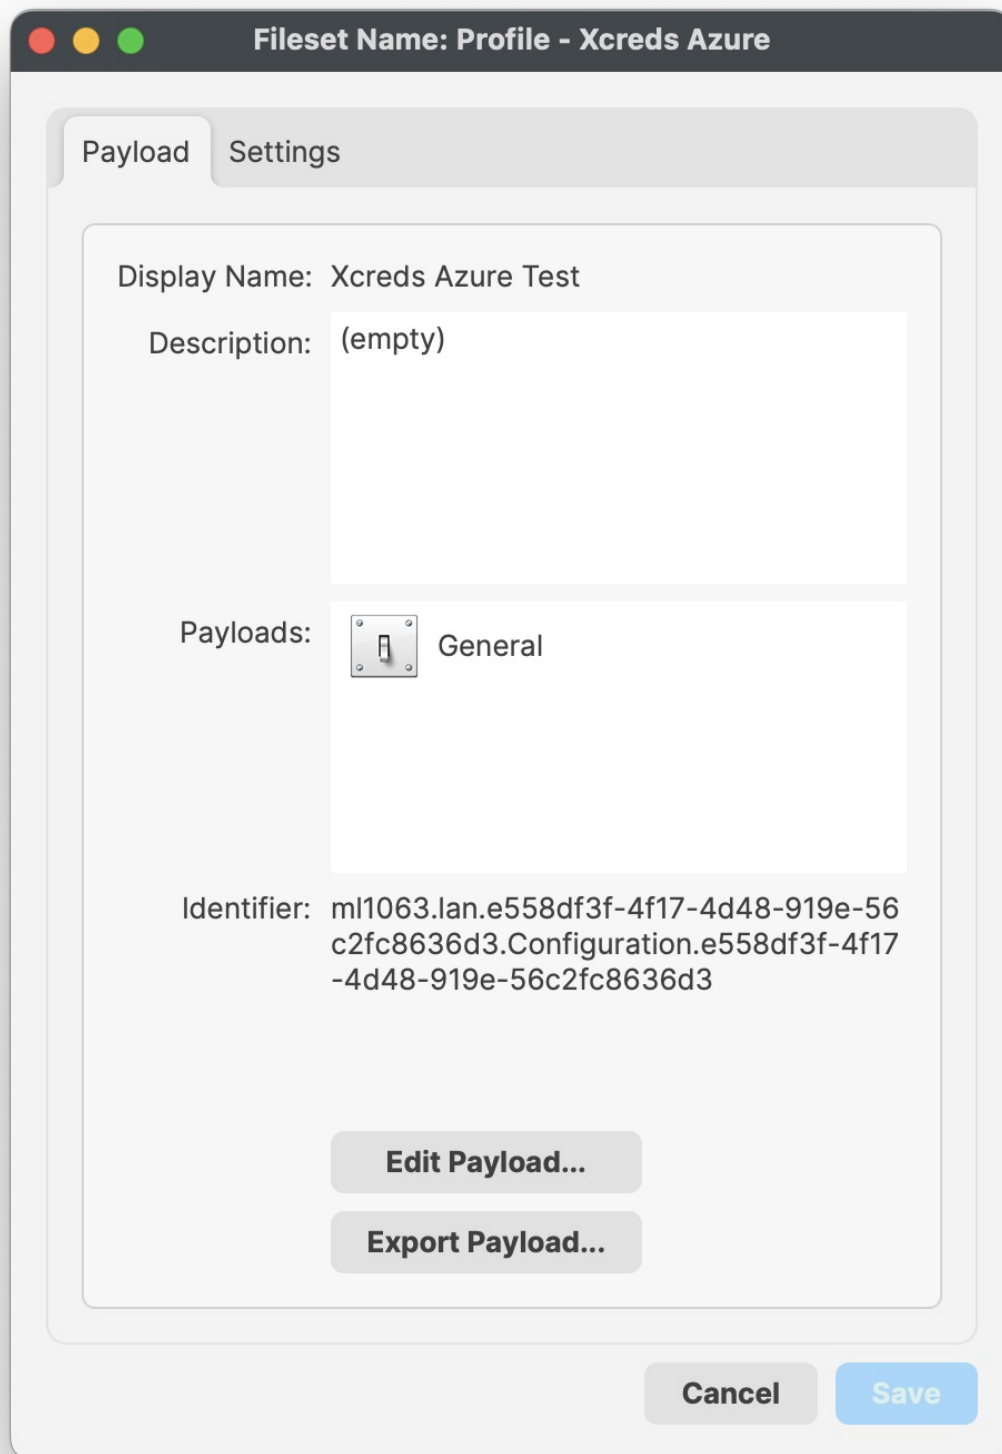 Fileset Name: Profile - Xcreds Azure
Payload Settings
Display Name: Xcreds Azure Test
Description: (empty)
Payloads: General
Identifier: ml1063.lan.e558df3f-4f17-4d48-919e-56
c2fc8636d3.Configuration.e558df3f-4f17
-4d48-919e-56c2fc8636d3
Edit Payload...
Export Payload...
Cancel Save